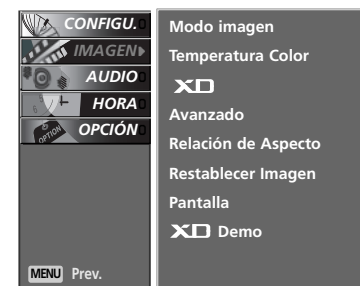 CONFIGU.
IMAGEN
AUDIO
HORA
OPCIÓN
OPTION
MENU Prev.
Modo imagen
Temperatura Color
XD
Avanzado
Relación de Aspecto
Restablecer Imagen
Pantalla
XD Demo